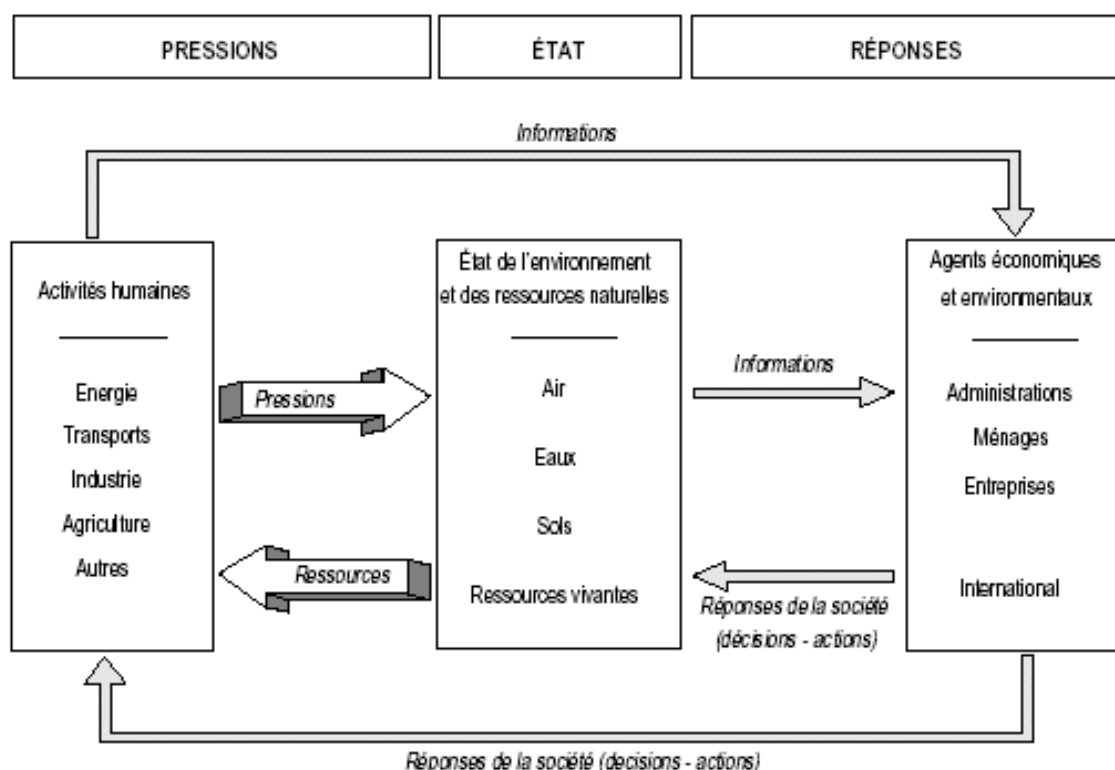 PRESSIONS
ÉTAT
RÉPONSES
Informations
Activités humaines
Energie
Transports
Industrie
Agriculture
Autres
Pressions
Ressources
État de l'environnement
et des ressources naturelles
Air
Eaux
Sols
Ressources vivantes
Informations
Réponses de la société
(décisions - actions)
Agents économiques
et environmentaux
Administrations
Ménages
Entreprises
International
Réponses de la société (decisions - actions)